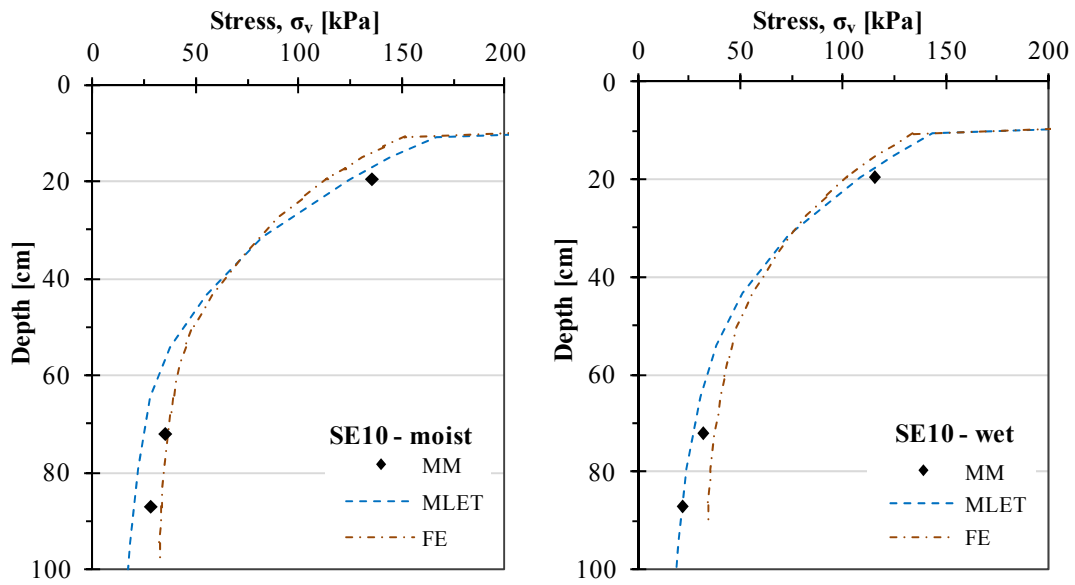 Stress, σv [kPa]
0 50 100 150 200
0
20
40
60
80
100
Depth [cm]
SE10 - moist
MM
MLET
FE
Stress, σv [kPa]
0 50 100 150 200
0
20
40
60
80
100
Depth [cm]
SE10 - wet
MM
MLET
FE